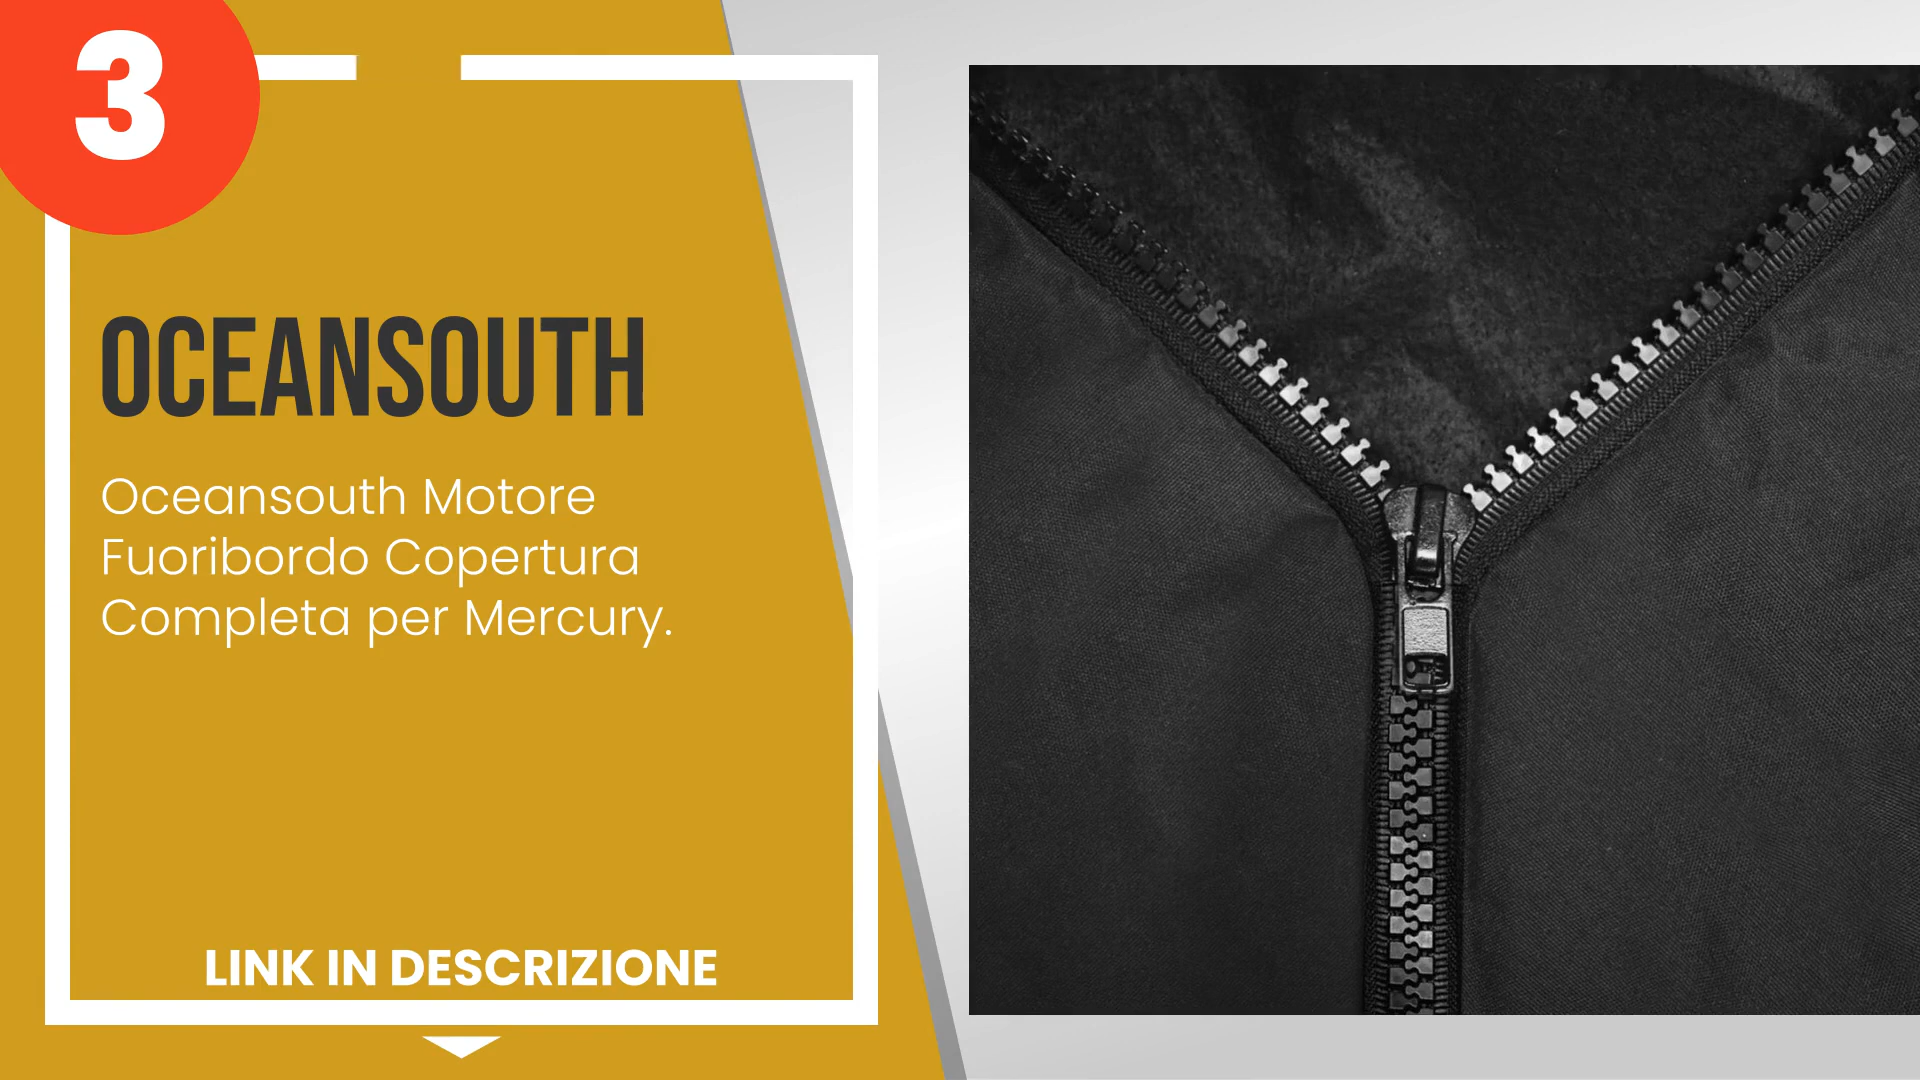 3
OCEANSOUTH
Oceansouth Motore
Fuoribordo Copertura
Completa per Mercury.
LINK IN DESCRIZIONE